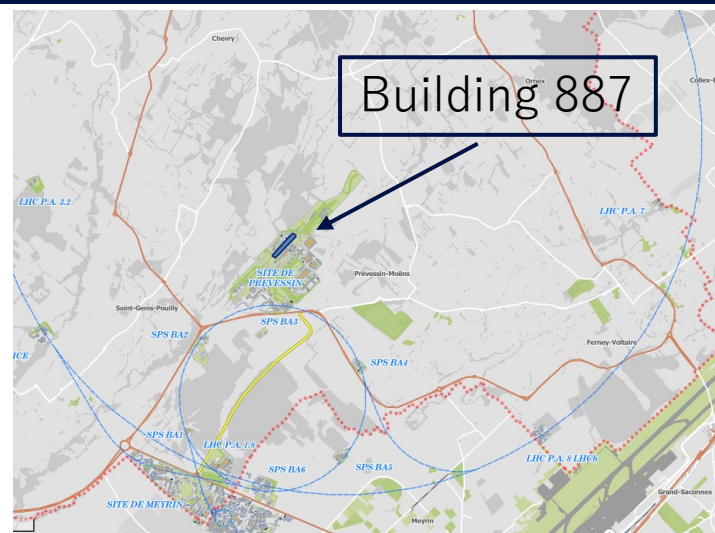 Chevry
Building 887
Ornex
Collex-B
LHC P.A. 3.2
LHC P.A. 7
SITE DE
PRÉVESSIN
Prévessin-Moëns
Saint-Genis-Pouilly
SPS BA3
SPS BA2
Ferney-Voltaire
ICE
SPS BA4
SPS BA1
LHC P.A. 1.8
SPS BA6
SPS BA5
LHC P.A. 8 LHCb
Grand-Saconnex
SITE DE MEYRIN
Meyrin